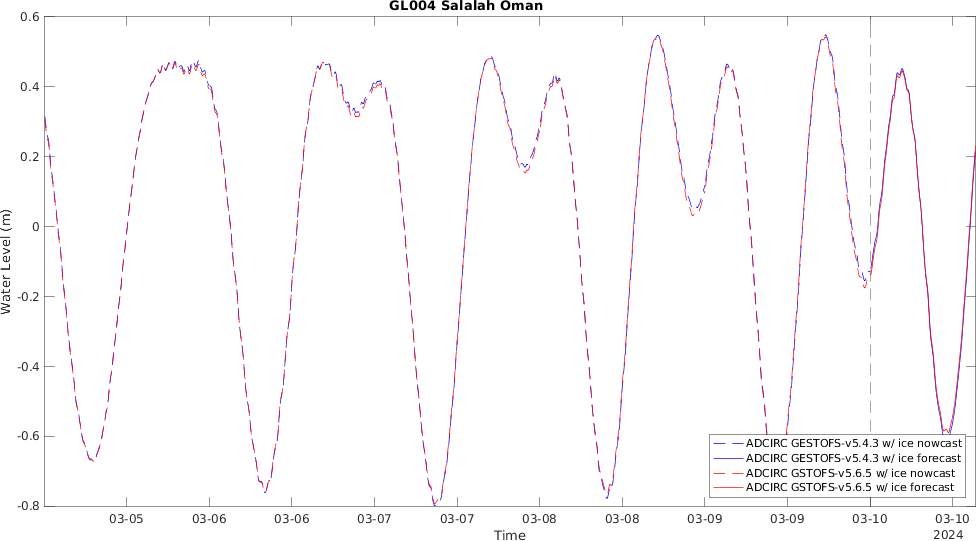 GL004 Salalah Oman
Water Level (m)
0.6
0.4
0.2
0
-0.2
-0.4
-0.6
-0.8
ADCIRC GESTOFS-v5.4.3 w/ ice nowcast
ADCIRC GESTOFS-v5.4.3 w/ ice forecast
ADCIRC GSTOFS-v5.6.5 w/ ice nowcast
ADCIRC GSTOFS-v5.6.5 w/ ice forecast
03-05 03-06 03-06 03-07 03-07 03-08 03-08 03-09 03-09 03-10 03-10
2024
Time